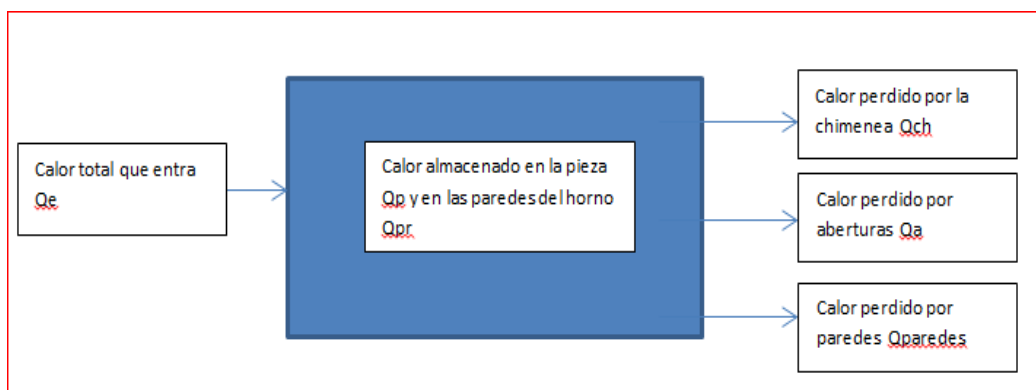 Calor total que entra
Qe
Calor almacenado en la pieza
Qp y en las paredes del horno
Qpr
Calor perdido por la
chimenea Qch
Calor perdido por
aberturas Qa
Calor perdido por
paredes Qparedes